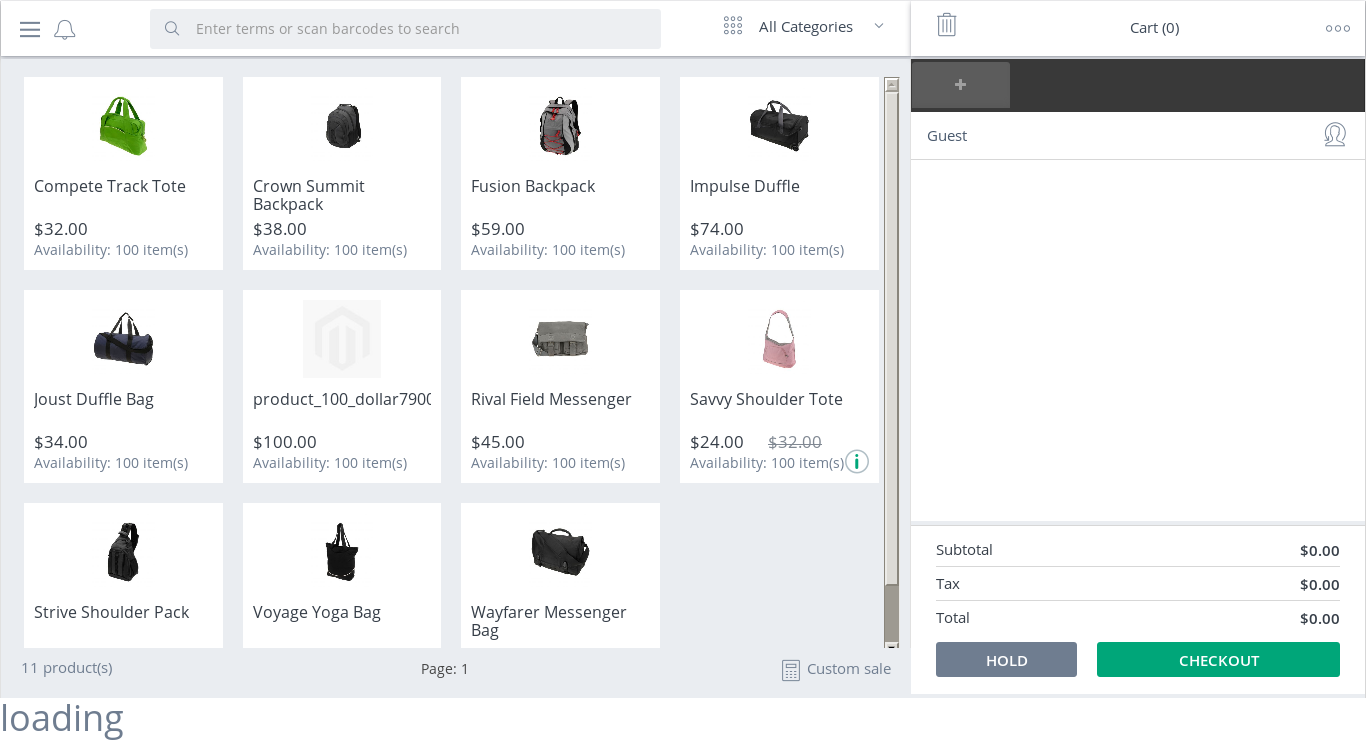 Enter terms or scan barcodes to search
All Categories
Cart (0)
+
Guest
Compete Track Tote
$32.00
Availability: 100 item(s)
Crown Summit
Backpack
$38.00
Availability: 100 item(s)
Fusion Backpack
$59.00
Availability: 100 item(s)
Impulse Duffle
$74.00
Availability: 100 item(s)
Joust Duffle Bag
$34.00
Availability: 100 item(s)
product_100_dollar7900
$100.00
Availability: 100 item(s)
Rival Field Messenger
$45.00
Availability: 100 item(s)
Savvy Shoulder Tote
$24.00 $32.00
Availability: 100 item(s)
Strive Shoulder Pack
Voyage Yoga Bag
Wayfarer Messenger
Bag
11 product(s)
Page: 1
Custom sale
Subtotal $0.00
Tax $0.00
Total $0.00
HOLD
CHECKOUT
loading